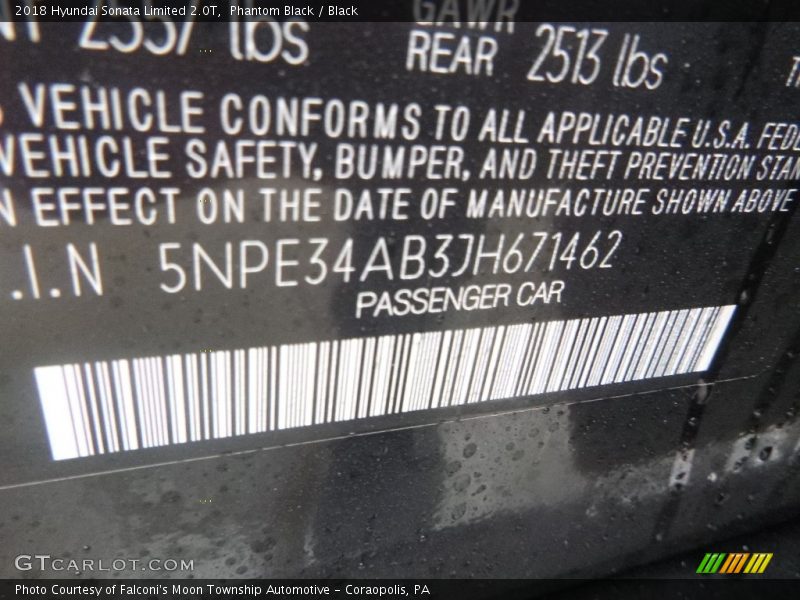 2018 Hyundai Sonata Limited 2.0T, Phantom Black / Black
GAWR
2557 lbs
REAR 2513 lbs
VEHICLE CONFORMS TO ALL APPLICABLE U.S.A.
VEHICLE SAFETY, BUMPER, AND THEFT PREVENTION
EFFECT ON THE DATE OF MANUFACTURE SHOWN ABOVE
.I.N 5NPE34AB3JH671462
PASSENGER CAR
GTCARLOT.COM
Photo Courtesy of Falconi's Moon Township Automotive - Coraopolis, PA